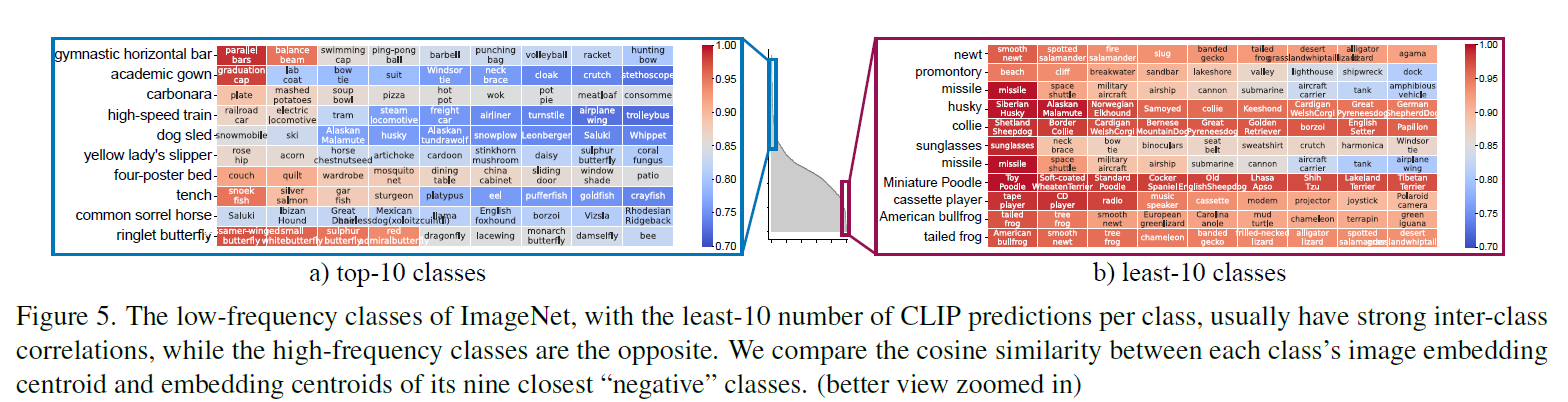 gymnastic horizontal bar
parallel bars
balance beam
swimming cap
ping-pong ball
barbell
punching bag
volleyball
racket
hunting bow
academic gown
graduation cap
lab coat
bow tie
suit
Windsor tie
neck brace
cloak
crutch
stethoscope
carbonara
plate
mashed potatoes
soup bowl
pizza
hot pot
wok
pot pie
meatloaf
consomme
high-speed train
railroad car
electric locomotive
tram
steam locomotive
freight car
airliner
turnstile
airplane wing
trolleybus
dog sled
snowmobile
ski
Alaskan Malamute
husky
Alaskan tundrawolf
snowplow
Leonberger
Saluki
Whippet
yellow lady's slipper
rose hip
acorn
horse chestnutseed
artichoke
cardoon
stinkhorn mushroom
daisy
sulphur butterfly
coral fungus
four-poster bed
couch
quilt
wardrobe
mosquito net
dining table
china cabinet
sliding door
window shade
patio
tench
snoek fish
silver salmon
gar fish
sturgeon
platypus
eel
pufferfish
goldfish
crayfish
common sorrel horse
Saluki
Ibizan Hound
Great
Mexican
llama
English foxhound
borzoi
Vizsla
Rhodesian Ridgeback
ringlet butterfly
butterfly
small whitebutterfly
sulphur butterfly
red admiralbutterfly
dragonfly
lacewing
monarch butterfly
damselfly
bee
1.00
0.95
0.90
0.85
0.80
0.75
0.70
a) top-10 classes
newt
smooth newt
spotted salamander
fire salamander
slug
banded gecko
tailed frog
desert
alligator lizard
agama
promontory
beach
cliff
breakwater
sandbar
lakeshore
valley
lighthouse
shipwreck
dock
missile
missile
space shuttle
military aircraft
airship
cannon
submarine
aircraft carrier
tank
amphibious vehicle
husky
Siberian Husky
Alaskan Malamute
Norwegian Elkhound
Samoyed
collie
Keeshond
Cardigan WelshCorgi
Great Pyreneesdog
German ShepherdDog
collie
Shetland Sheepdog
Border Collie
Cardigan WelshCorgi
Bernese MountainDog
Great Pyreneesdog
Golden Retriever
borzoi
English Setter
Papillon
sunglasses
sunglasses
neck brace
bow tie
binoculars
seat belt
sweatshirt
crutch
harmonica
Windsor tie
missile
missile
space shuttle
military aircraft
airship
submarine
cannon
aircraft carrier
tank
airplane wing
Miniature Poodle
Toy Poodle
Soft-coated WheatenTerrier
Standard Poodle
Cocker Spaniel
Old EnglishSheepdog
Lhasa Apso
Shih Tzu
Lakeland Terrier
Tibetan Terrier
cassette player
tape player
CD player
radio
music speaker
cassette
modem
projector
joystick
Polaroid camera
American bullfrog
tailed frog
tree frog
smooth newt
European greenlizard
Carolina anole
mud turtle
chameleon
terrapin
green iguana
tailed frog
American bullfrog
smooth newt
tree frog
chameleon
banded gecko
frilled-necked lizard
alligator lizard
spotted
desert
1.00
0.95
0.90
0.85
0.80
0.75
0.70
b) least-10 classes
Figure 5. The low-frequency classes of ImageNet, with the least-10 number of CLIP predictions per class, usually have strong inter-class
correlations, while the high-frequency classes are the opposite. We compare the cosine similarity between each class's image embedding
centroid and embedding centroids of its nine closest “negative” classes. (better view zoomed in)